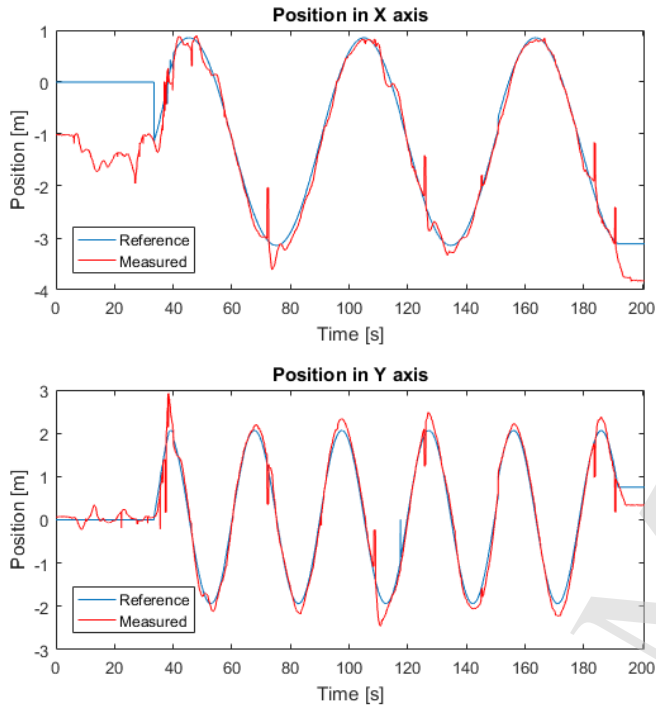 Position in X axis
Position [m]
1
0
-1
-2
-3
-4
Reference
Measured
0 20 40 60 80 100 120 140 160 180 200
Time [s]
Position in Y axis
Position [m]
3
2
1
0
-1
-2
-3
Reference
Measured
0 20 40 60 80 100 120 140 160 180 200
Time [s]